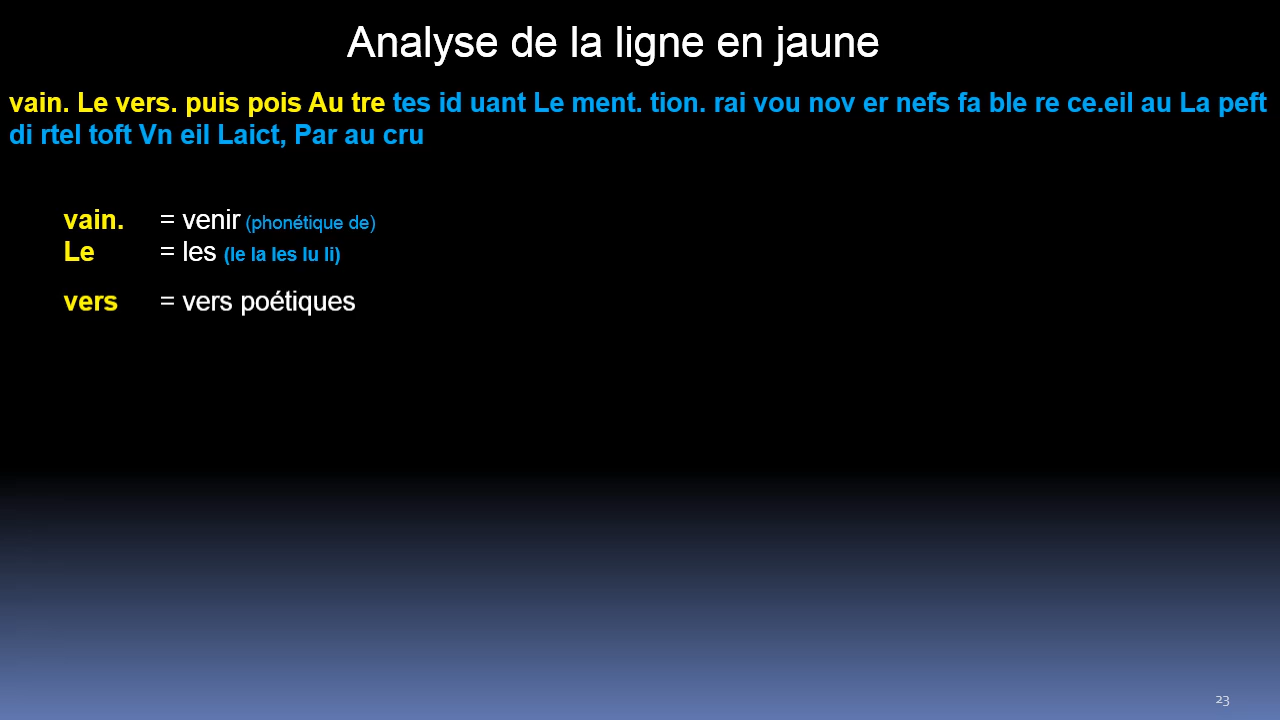 Analyse de la ligne en jaune
vain. Le vers. puis pois Au tre tes id uant Le ment. tion. rai vou nov er nefs fa ble re ce.eil au La peft
di rtel toft Vn eil Laict, Par au cru
vain. = venir (phonétique de)
Le = les (le la les lu li)
vers = vers poétiques
23